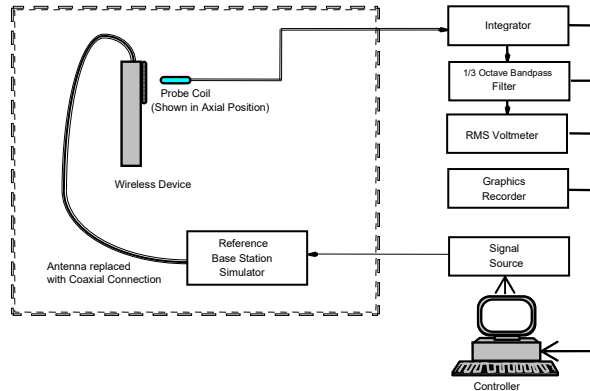 Integrator
1/3 Octave Bandpass
Filter
RMS Voltmeter
Graphics
Recorder
Probe Coil
(Shown in Axial Position)
Wireless Device
Reference
Base Station
Simulator
Signal
Source
Antenna replaced
with Coaxial Connection
Controller